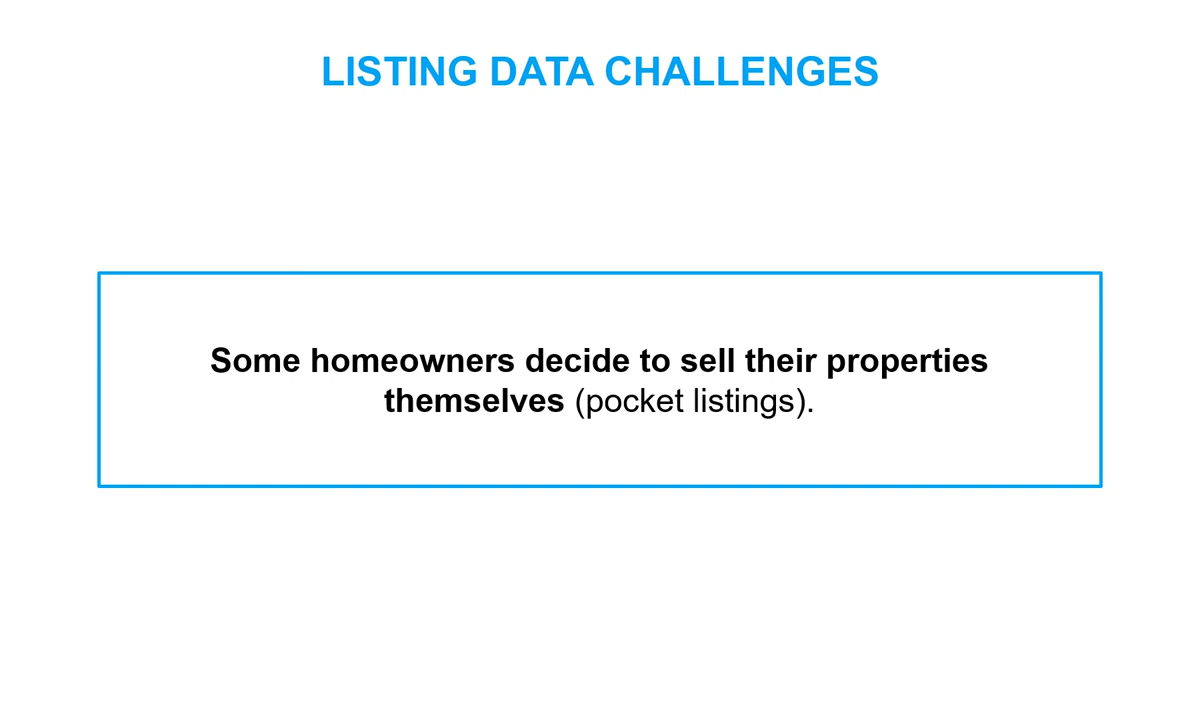 LISTING DATA CHALLENGES
Some homeowners decide to sell their properties
themselves (pocket listings).